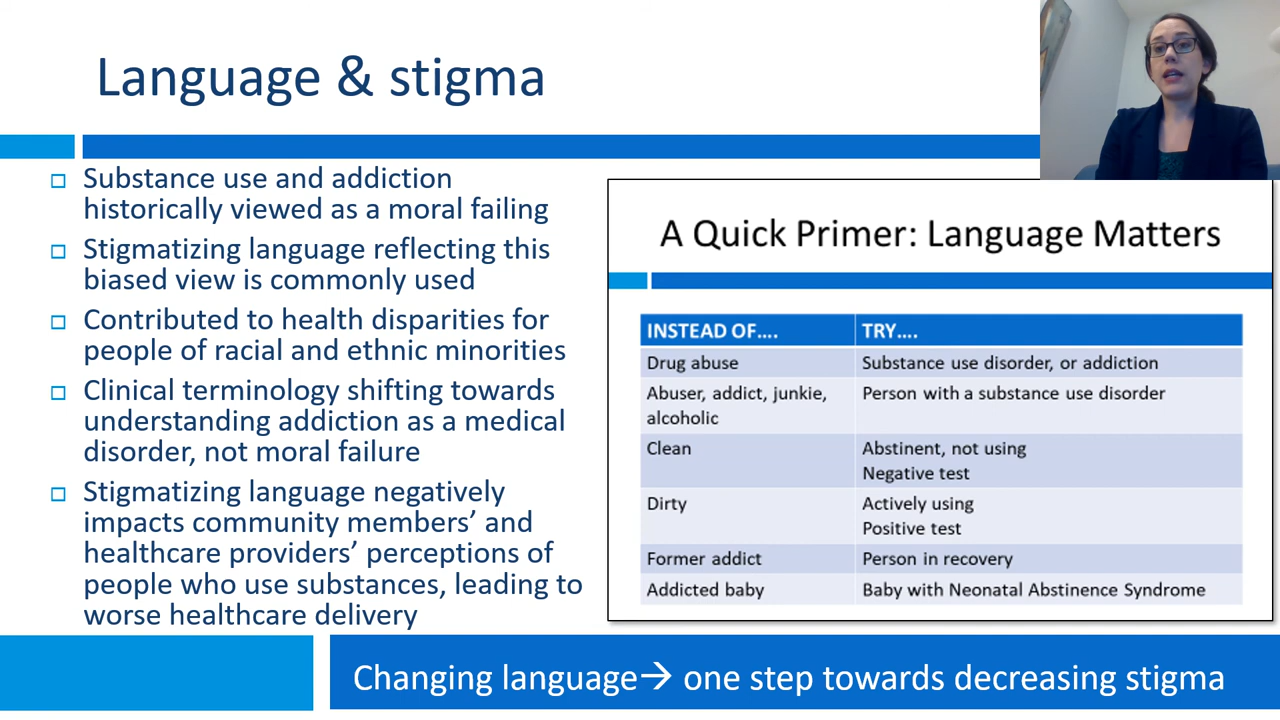 Language & stigma
Substance use and addiction
historically viewed as a moral failing
Stigmatizing language reflecting this
biased view is commonly used
Contributed to health disparities for
people of racial and ethnic minorities
Clinical terminology shifting towards
understanding addiction as a medical
disorder, not moral failure
Stigmatizing language negatively
impacts community members’ and
healthcare providers’ perceptions of
people who use substances, leading to
worse healthcare delivery
A Quick Primer: Language Matters
INSTEAD OF.... TRY....
Drug abuse Substance use disorder, or addiction
Abuser, addict, junkie, Person with a substance use disorder
alcoholic
Clean Abstinent, not using
Negative test
Dirty Actively using
Positive test
Former addict Person in recovery
Addicted baby Baby with Neonatal Abstinence Syndrome
Changing language→ one step towards decreasing stigma